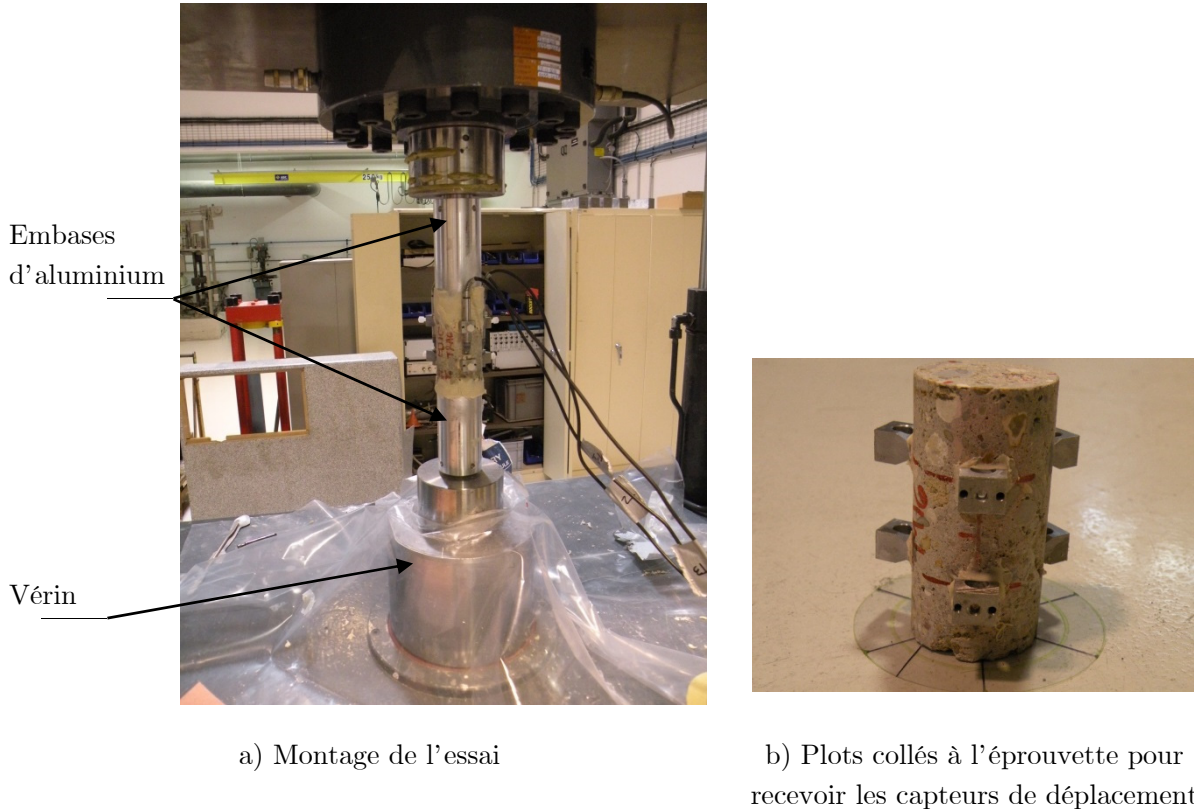 Embases
d'aluminium
Vérin
a) Montage de l'essai
b) Plots collés à l'éprouvette pour
recevoir les capteurs de déplacement